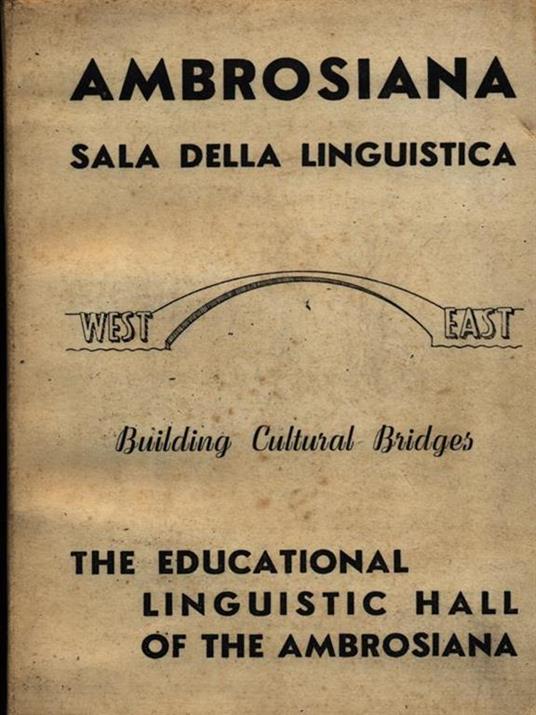 AMBROSIANA
SALA DELLA LINGUISTICA
WEST EAST
Building Cultural Bridges
THE EDUCATIONAL
LINGUISTIC HALL
OF THE AMBROSIANA